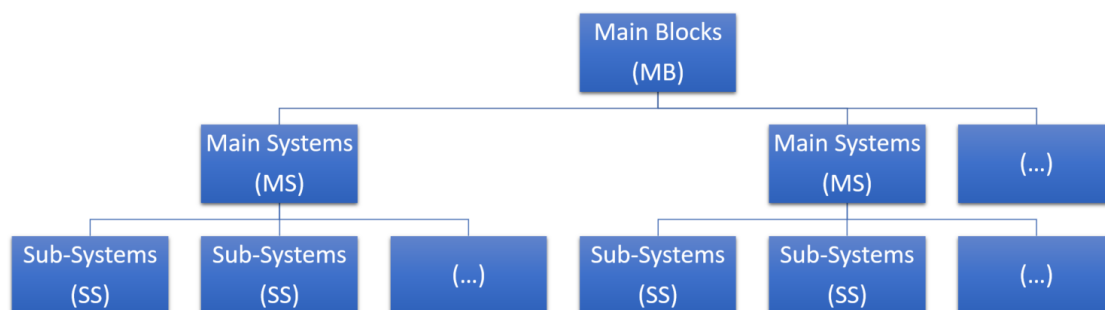 Main Blocks
(MB)
Main Systems
(MS)
Main Systems
(MS)
(...)
Sub-Systems
(SS)
Sub-Systems
(SS)
(...)
Sub-Systems
(SS)
Sub-Systems
(SS)
(...)